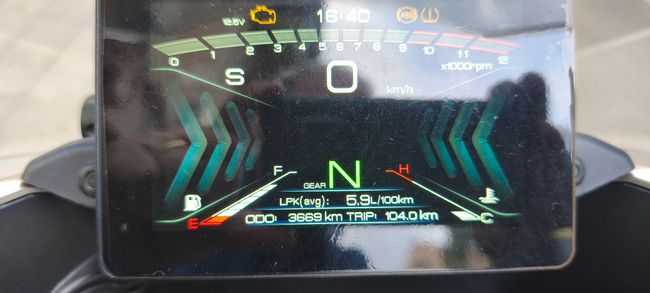 12.8V 16:40 ABS
0 1 2 3 4 5 6 7 8 9 10 11 12
S 0 x1000rpm
km/h
F H
GEAR N
LPK(avg): 5.9L/100km
E C
ODO: 3669 km TRIP: 104.0 km